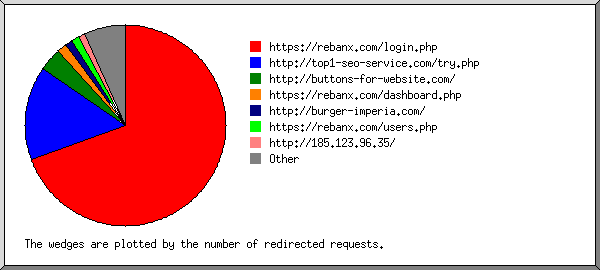 https://rebanx.com/login.php
http://top1-seo-service.com/try.php
http://buttons-for-website.com/
https://rebanx.com/dashboard.php
http://burger-imperia.com/
https://rebanx.com/users.php
http://185.123.96.35/
Other
The wedges are plotted by the number of redirected requests.